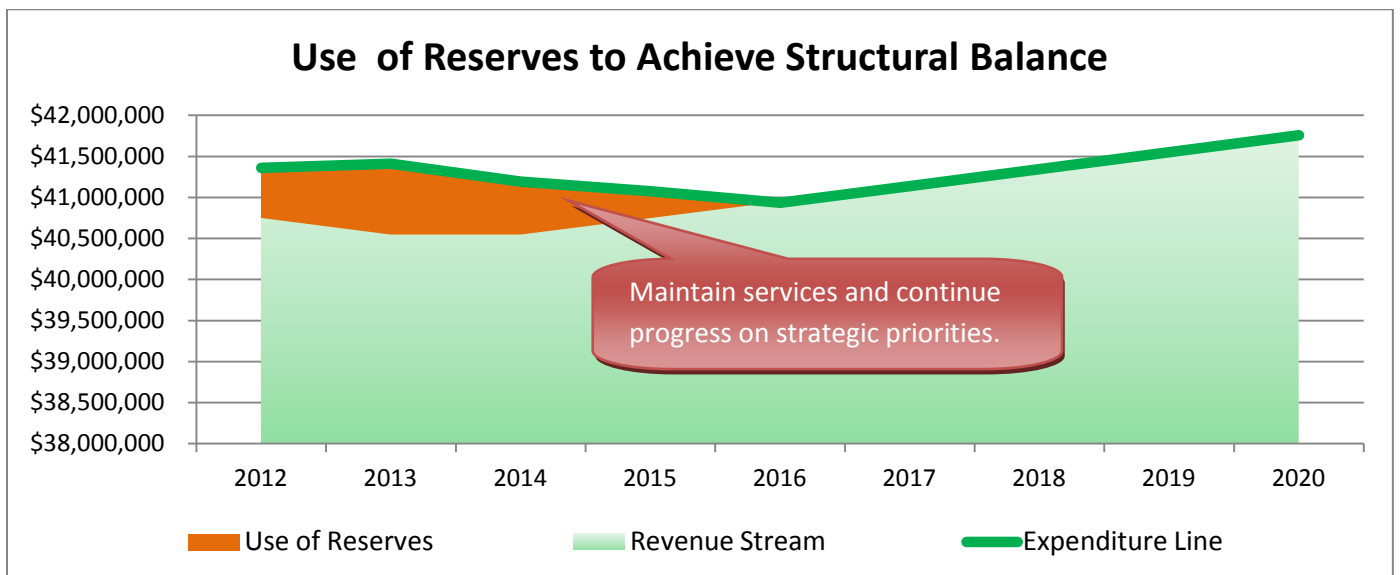 Use of Reserves to Achieve Structural Balance
$42,000,000
$41,500,000
$41,000,000
$40,500,000
$40,000,000
$39,500,000
$39,000,000
$38,500,000
$38,000,000
Maintain services and continue
progress on strategic priorities.
2012 2013 2014 2015 2016 2017 2018 2019 2020
Use of Reserves Revenue Stream Expenditure Line